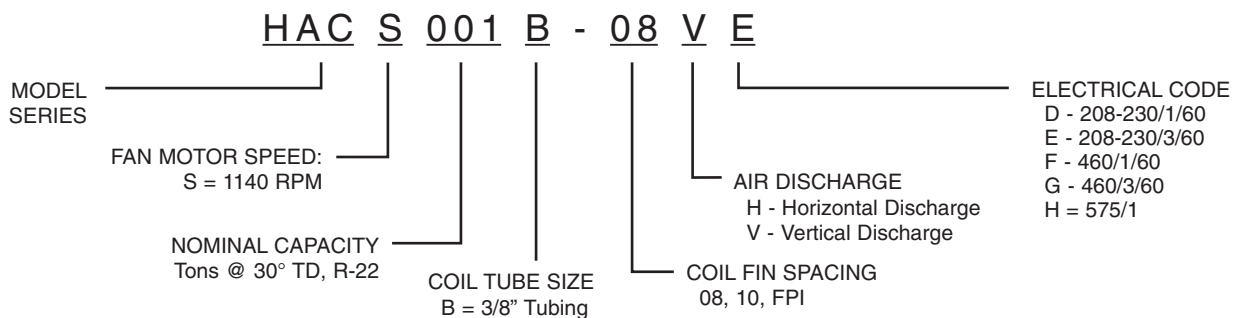 HAC S 001 B - 08 V E
MODEL
SERIES
FAN MOTOR SPEED:
S = 1140 RPM
NOMINAL CAPACITY
Tons @ 30° TD, R-22
COIL TUBE SIZE
B = 3/8" Tubing
COIL FIN SPACING
08, 10, FPI
AIR DISCHARGE
H - Horizontal Discharge
V - Vertical Discharge
ELECTRICAL CODE
D - 208-230/1/60
E - 208-230/3/60
F - 460/1/60
G - 460/3/60
H = 575/1